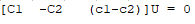 [C1 -C2 (c1-c2)]U = 0